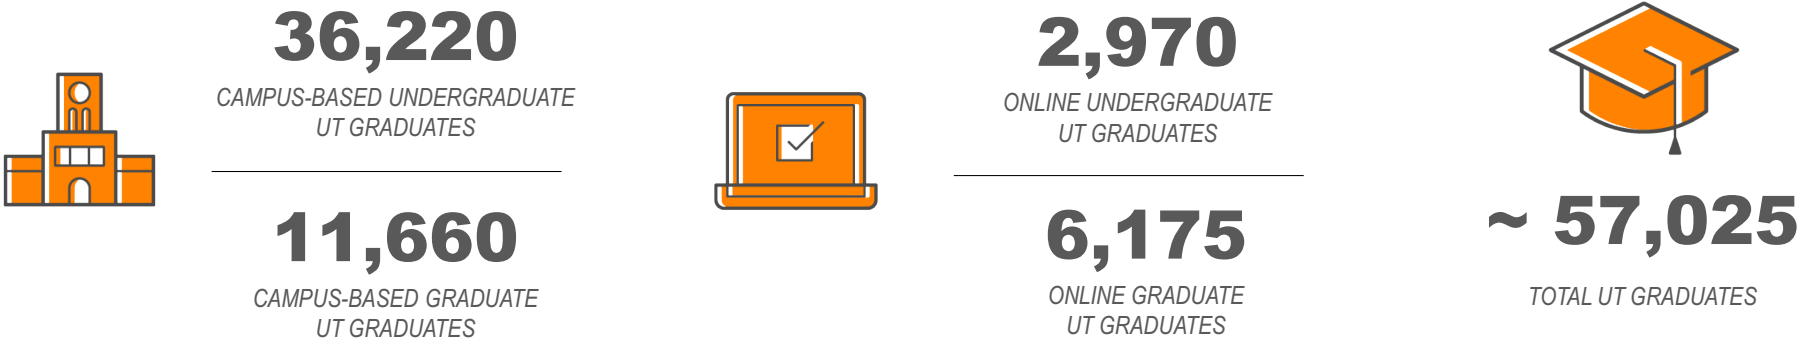 36,220
CAMPUS-BASED UNDERGRADUATE
UT GRADUATES
11,660
CAMPUS-BASED GRADUATE
UT GRADUATES
2,970
ONLINE UNDERGRADUATE
UT GRADUATES
6,175
ONLINE GRADUATE
UT GRADUATES
~ 57,025
TOTAL UT GRADUATES